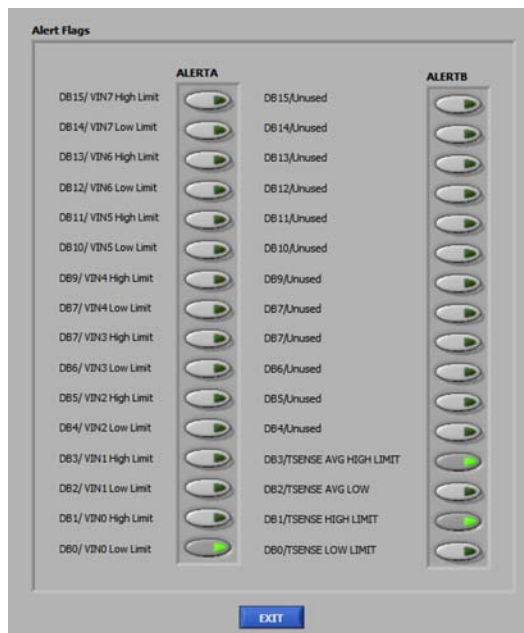 Alert Flags
ALERTA
ALERTB
DB15/ VIN7 High Limit
DB15/Unused
DB14/ VIN7 Low Limit
DB14/Unused
DB13/ VIN6 High Limit
DB13/Unused
DB12/ VIN6 Low Limit
DB12/Unused
DB11/ VIN5 High Limit
DB11/Unused
DB10/ VIN5 Low Limit
DB10/Unused
DB9/ VIN4 High Limit
DB9/Unused
DB7/ VIN4 Low Limit
DB7/Unused
DB7/ VIN3 High Limit
DB7/Unused
DB6/ VIN3 Low Limit
DB6/Unused
DB5/ VIN2 High Limit
DB5/Unused
DB4/ VIN2 Low Limit
DB4/Unused
DB3/ VIN1 High Limit
DB3/TSENSE AVG HIGH LIMIT
DB2/ VIN1 Low Limit
DB2/TSENSE AVG LOW
DB1/ VIN0 High Limit
DB1/TSENSE HIGH LIMIT
DB0/ VIN0 Low Limit
DB0/TSENSE LOW LIMIT
EXIT